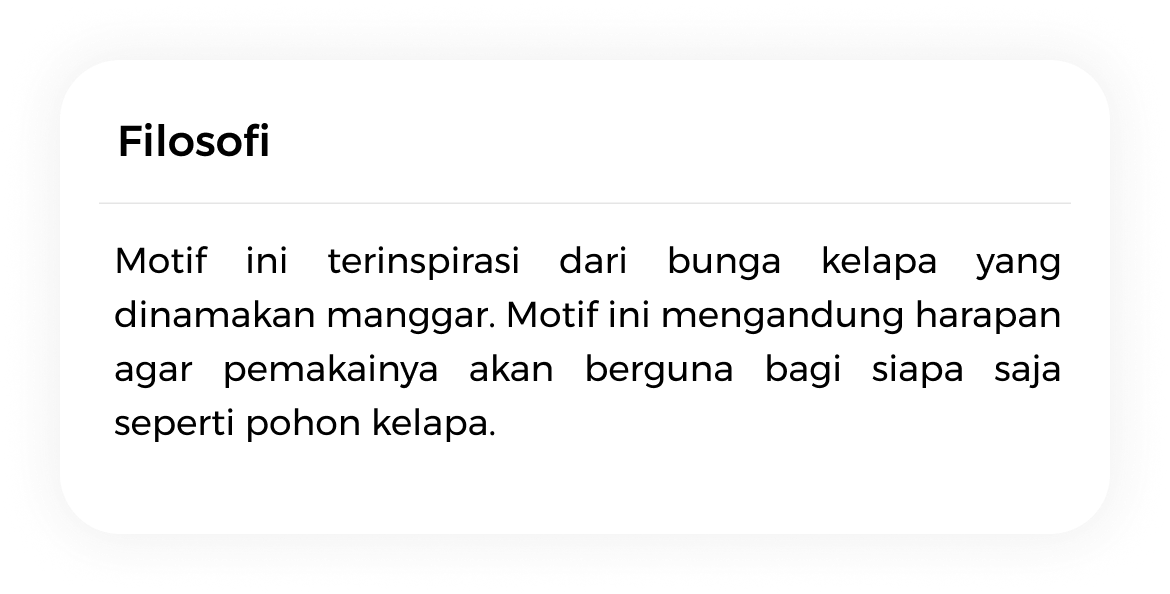 Filosofi
Motif ini terinspirasi dari bunga kelapa yang
dinamakan manggar. Motif ini mengandung harapan
agar pemakainya akan berguna bagi siapa saja
seperti pohon kelapa.